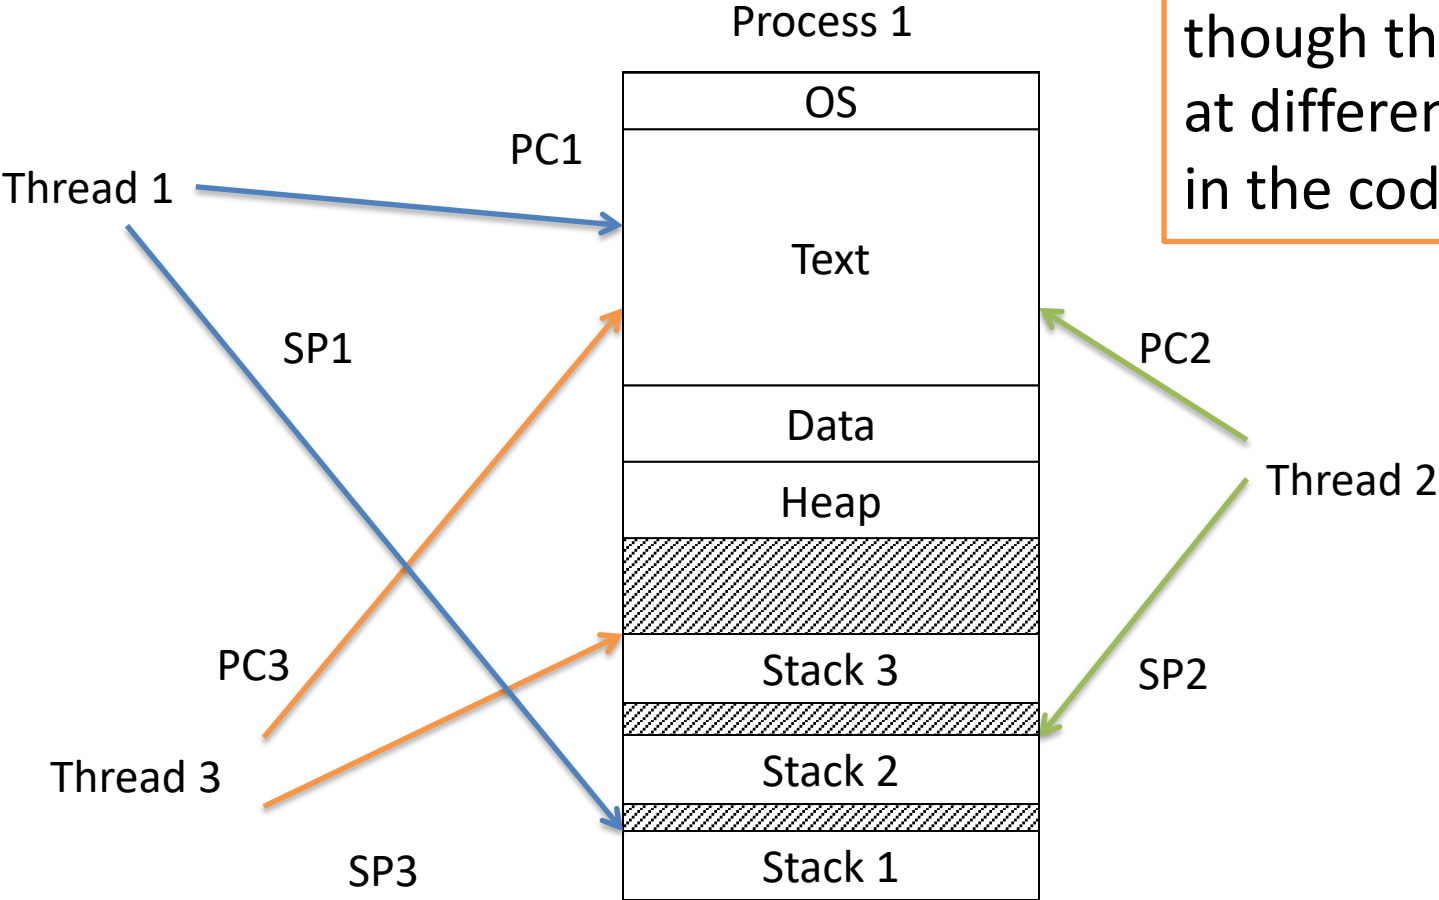 Process 1
though th
at differen
in the cod
OS
PC1
Thread 1
Text
SP1
PC2
Data
Thread 2
Heap
PC3
Stack 3
SP2
Thread 3
Stack 2
SP3
Stack 1